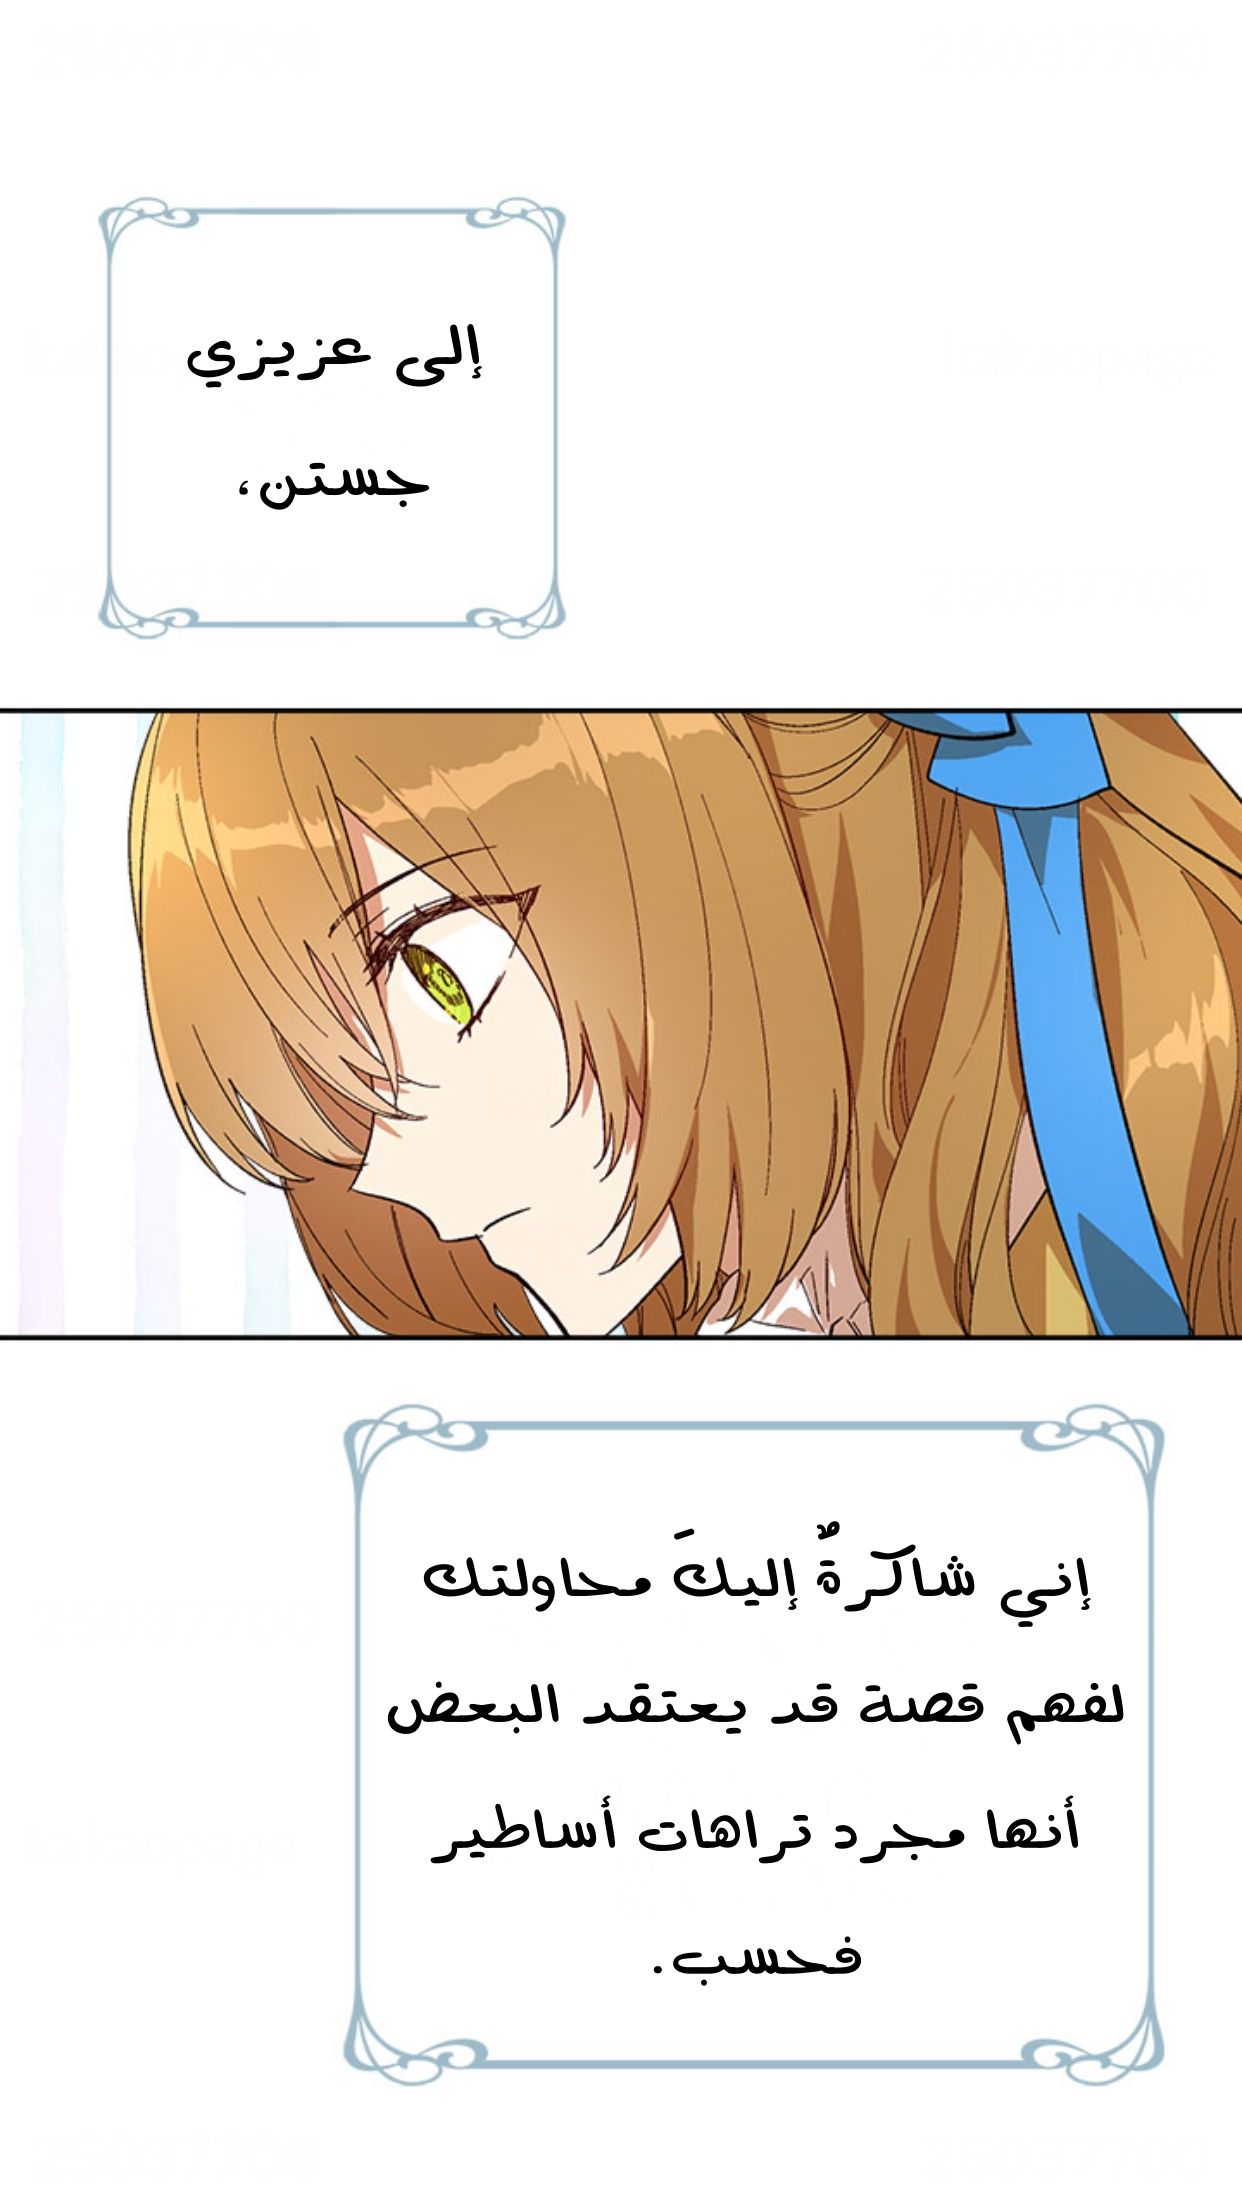 إلى عزيزي
جستن،
إني شاكرةٌ إليكَ محاولتك
لفهم قصة قد يعتقد البعض
أنها مجرد تراهات أساطير
فحسب.